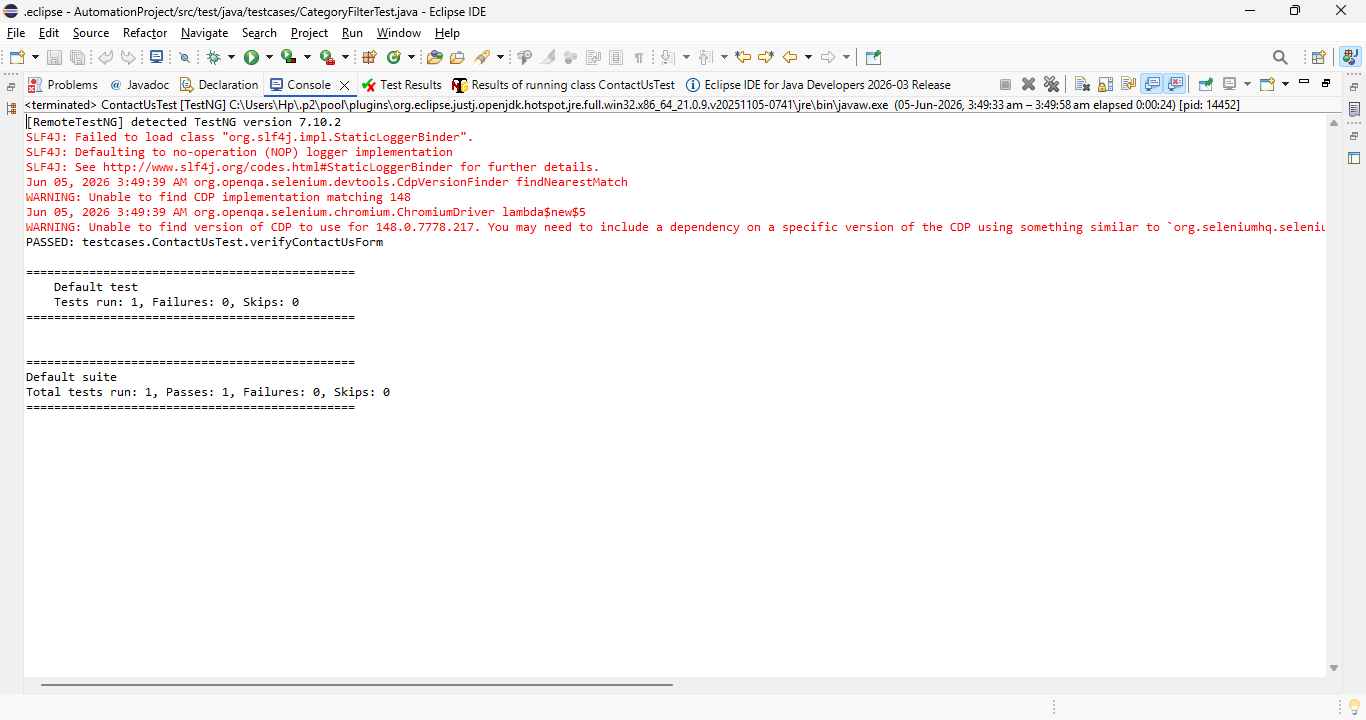 .eclipse - AutomationProject/src/test/java/testcases/CategoryFilterTest.java - Eclipse IDE
File Edit Source Refactor Navigate Search Project Run Window Help
Problems @ Javadoc Declaration Console Test Results Results of running class ContactUsTest Eclipse IDE for Java Developers 2026-03 Release
<terminated> ContactUsTest [TestNG] C:\Users\Hp\.p2\pool\plugins\org.eclipse.justj.openjdk.hotspot.jre.full.win32.x86_64_21.0.9.v20251105-0741\jre\bin\javaw.exe (05-Jun-2026, 3:49:33 am – 3:49:58 am elapsed 0:00:24) [pid: 14452]
[RemoteTestNG] detected TestNG version 7.10.2
SLF4J: Failed to load class "org.slf4j.impl.StaticLoggerBinder".
SLF4J: Defaulting to no-operation (NOP) logger implementation
SLF4J: See http://www.slf4j.org/codes.html#StaticLoggerBinder for further details.
Jun 05, 2026 3:49:39 AM org.openqa.selenium.devtools.CdpVersionFinder findNearestMatch
WARNING: Unable to find CDP implementation matching 148
Jun 05, 2026 3:49:39 AM org.openqa.selenium.chromium.ChromiumDriver lambda$new$5
WARNING: Unable to find version of CDP to use for 148.0.7778.217. You may need to include a dependency on a specific version of the CDP using something similar to `org.seleniumhq.seleniu
PASSED: testcases.ContactUsTest.verifyContactUsForm
===============================================
Default test
Tests run: 1, Failures: 0, Skips: 0
===============================================
===============================================
Default suite
Total tests run: 1, Passes: 1, Failures: 0, Skips: 0
===============================================